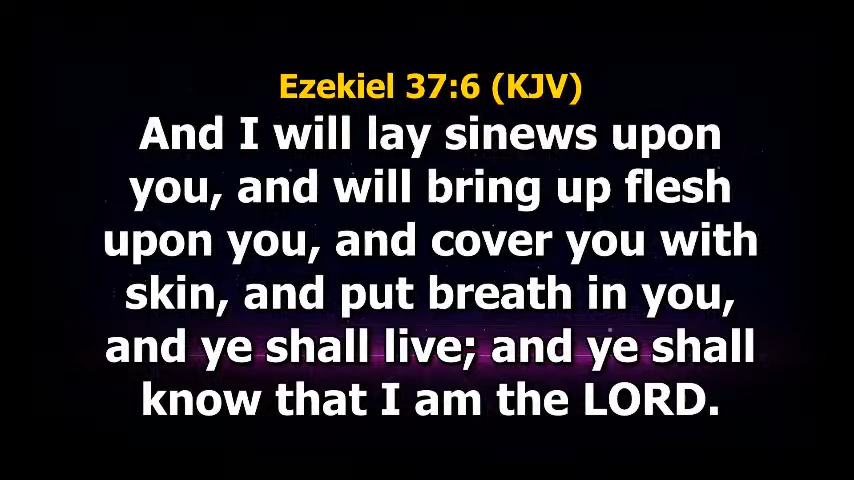 Ezekiel 37:6 (KJV)
And I will lay sinews upon
you, and will bring up flesh
upon you, and cover you with
skin, and put breath in you,
and ye shall live; and ye shall
know that I am the LORD.